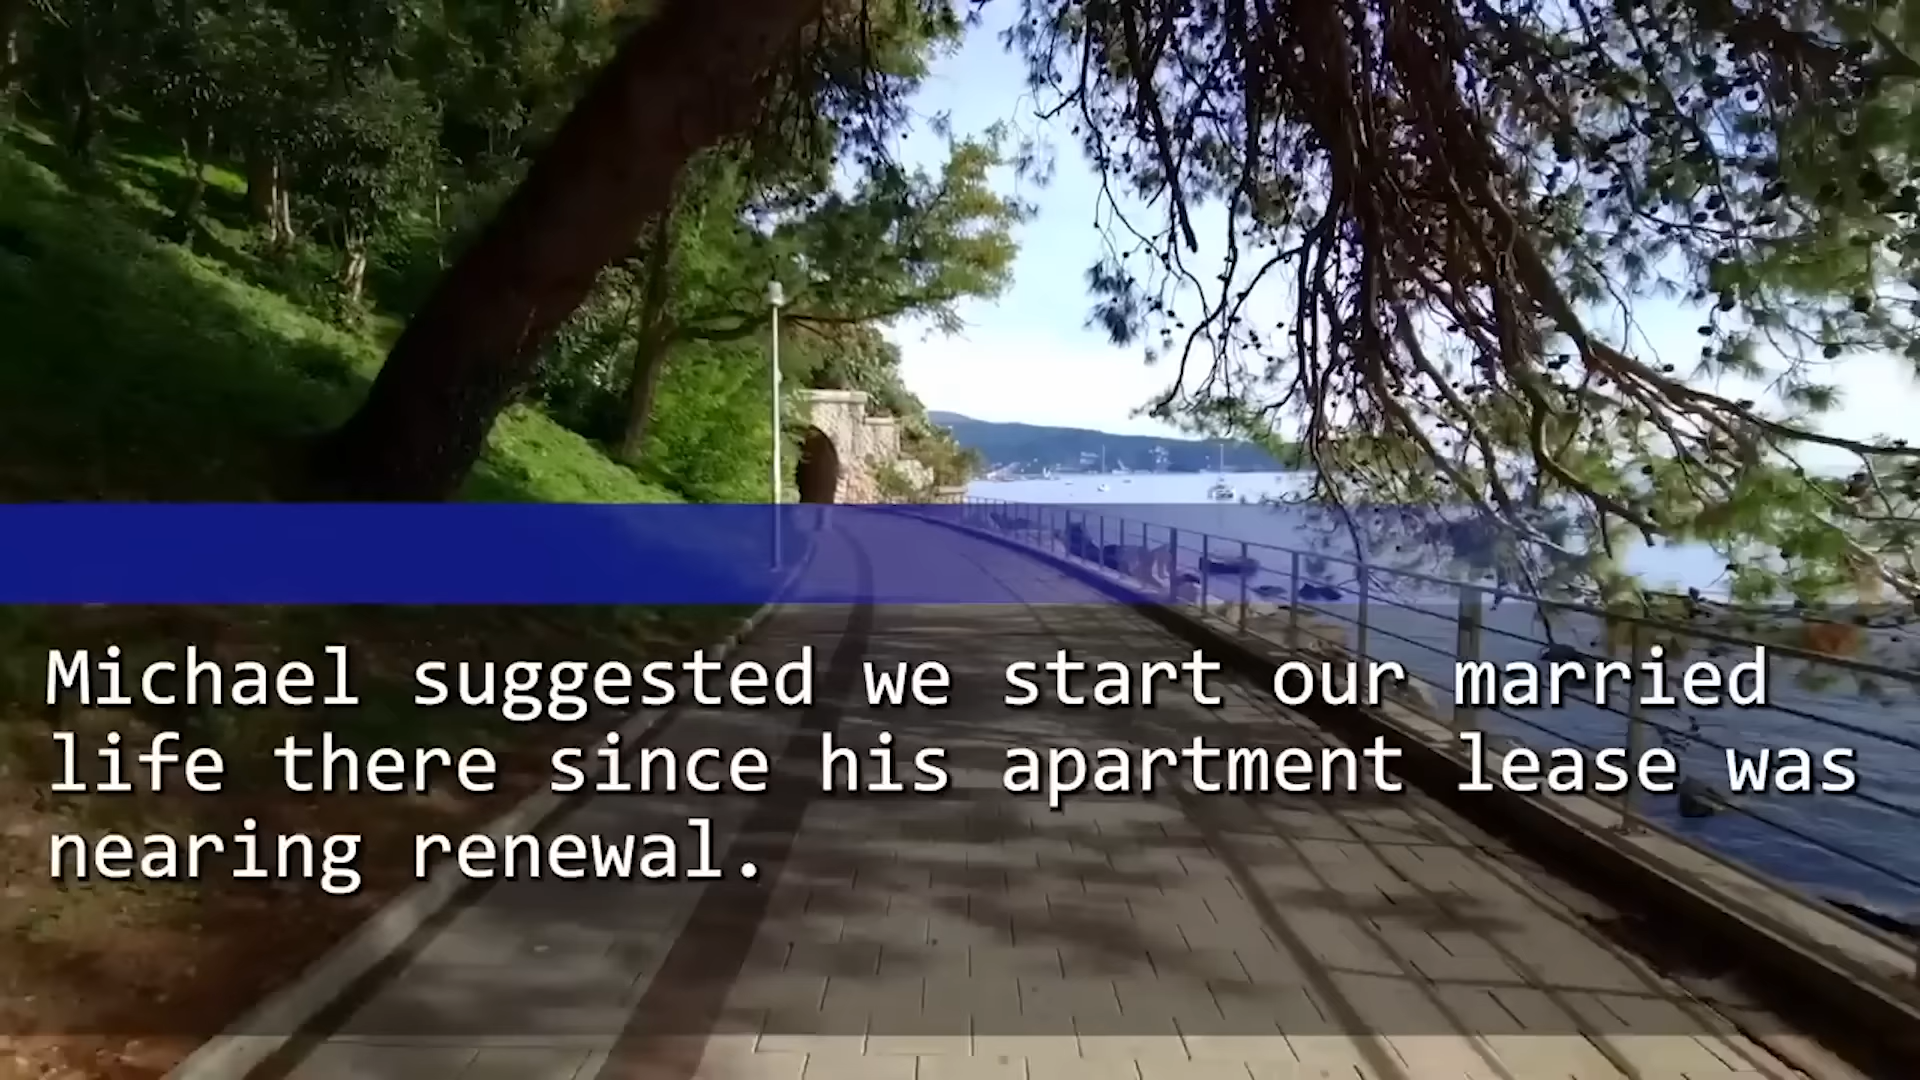 Michael suggested we start our married
life there since his apartment lease was
nearing renewal.